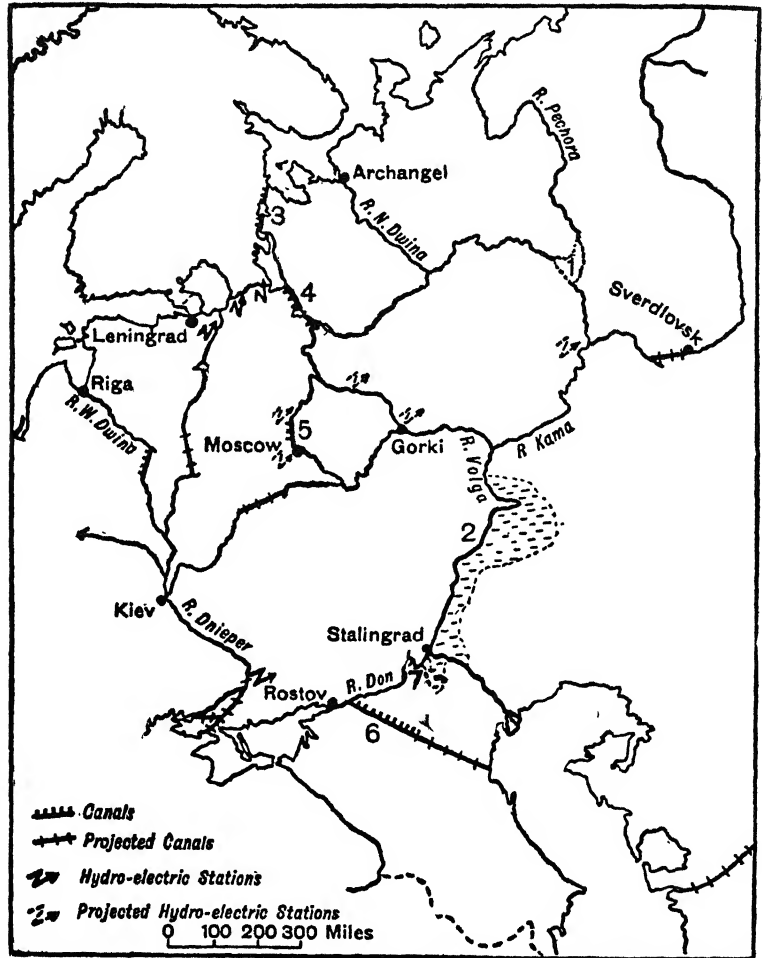 R. Pechora
Archangel
R. N. Dwina
3
1
Sverdlovsk
4
Leningrad
Riga
R. W. Dwina
5
Moscow
Gorki
R. Volga
R Kama
2
Kiev
R. Dnieper
Stalingrad
7
Rostov
R. Don
6
Canals
Projected Canals
Hydro-electric Stations
Projected Hydro-electric Stations
0 100 200 300 Miles